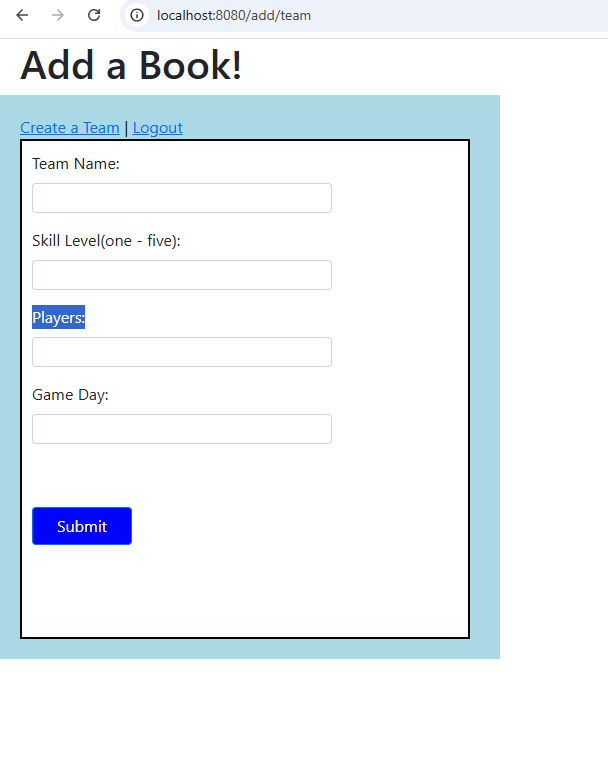 localhost:8080/add/team
Add a Book!
Create a Team | Logout
Team Name:
Skill Level(one - five):
Players:
Game Day:
Submit